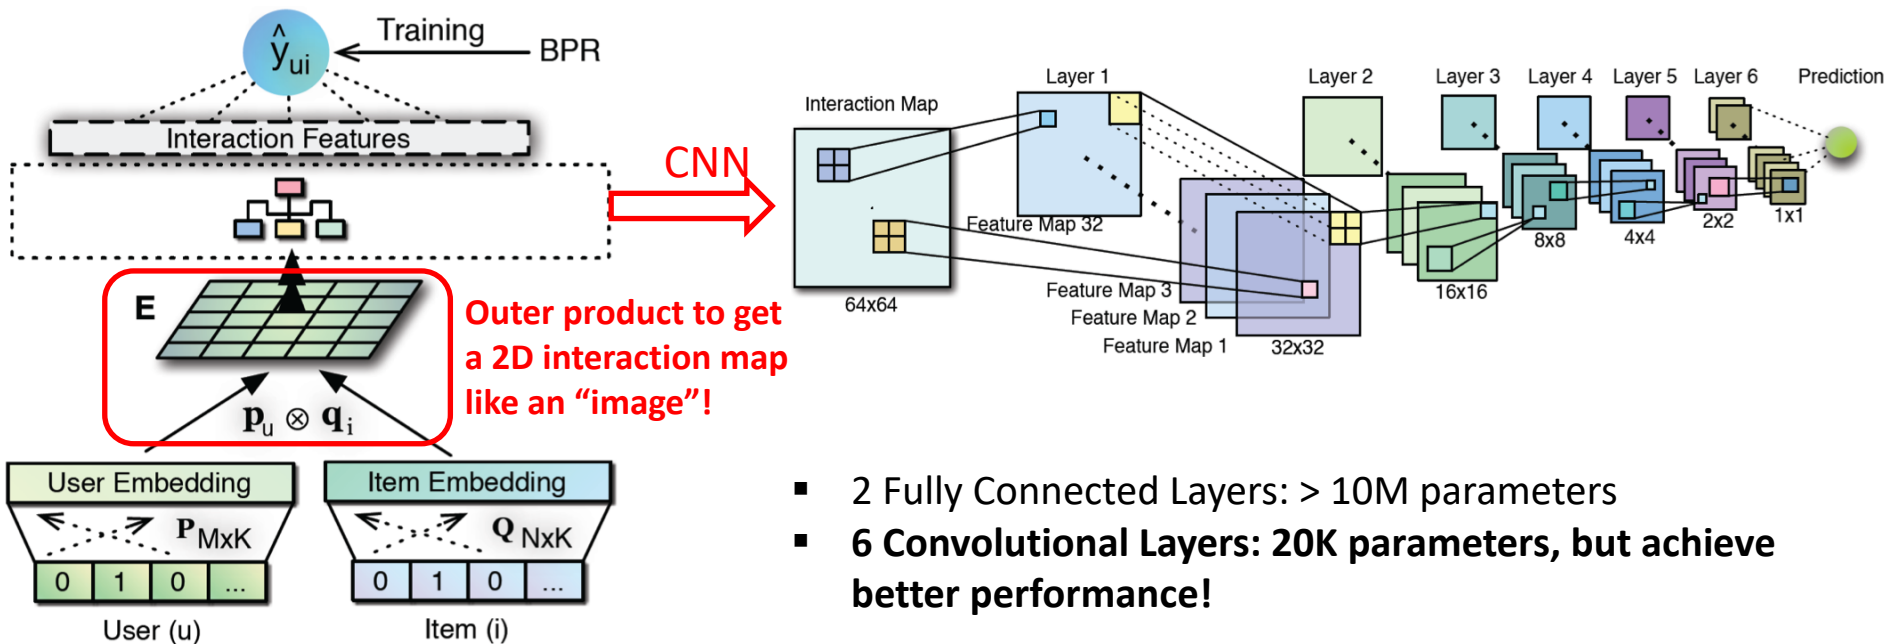 ŷui
Training
BPR
Interaction Features
E
pu ⊗ qi
User Embedding
Item Embedding
PMxK
QNxK
0 1 0 ...
0 1 0 ...
User (u)
Item (i)
Outer product to get
a 2D interaction map
like an “image”!
CNN
Interaction Map
64x64
Layer 1
Feature Map 32
Feature Map 3
Feature Map 2
Feature Map 1
32x32
Layer 2
16x16
Layer 3
8x8
Layer 4
4x4
Layer 5
2x2
Layer 6
1x1
Prediction
▪ 2 Fully Connected Layers: > 10M parameters
▪ 6 Convolutional Layers: 20K parameters, but achieve
better performance!